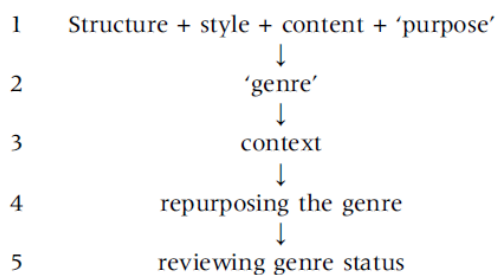 1 Structure + style + content + ‘purpose’
↓
2 ‘genre’
↓
3 context
↓
4 repurposing the genre
↓
5 reviewing genre status